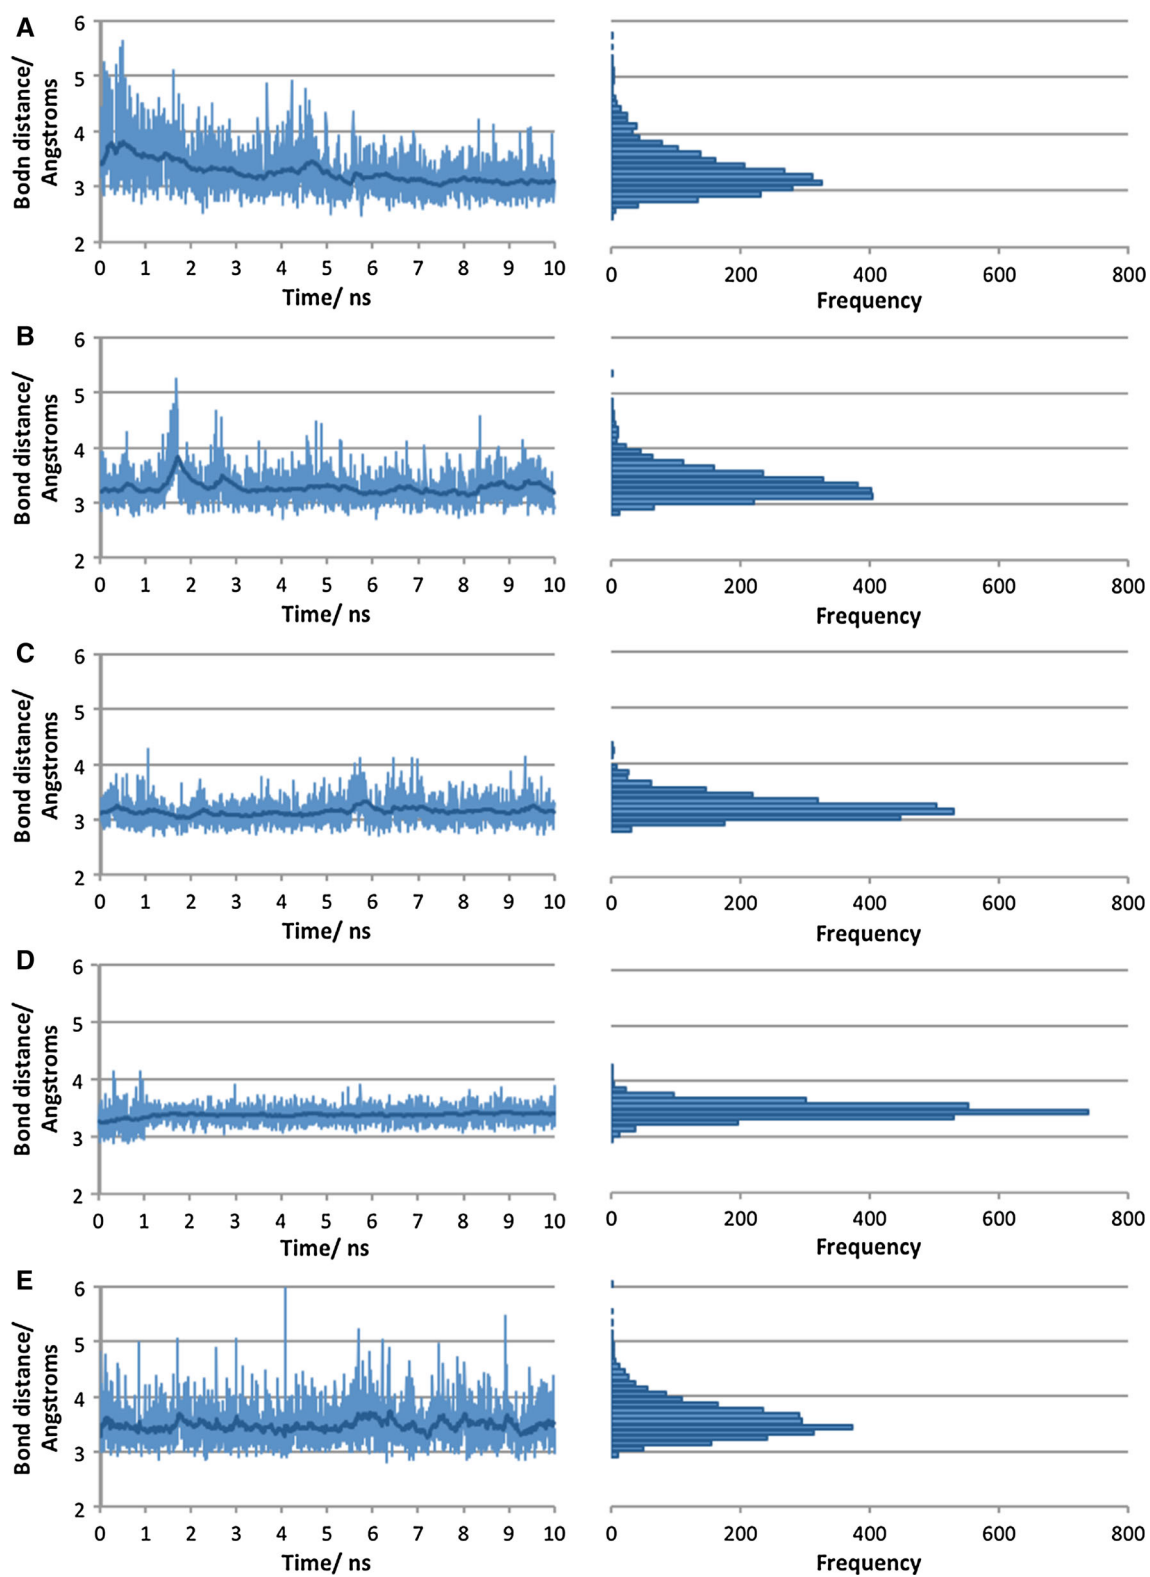 A
Bodn distance/
Angstroms
6
5
4
3
2
0 1 2 3 4 5 6 7 8 9 10
Time/ ns
0 200 400 600 800
Frequency
B
Bond distance/
Angstroms
6
5
4
3
2
0 1 2 3 4 5 6 7 8 9 10
Time/ ns
0 200 400 600 800
Frequency
C
Bond distance/
Angstroms
6
5
4
3
2
0 1 2 3 4 5 6 7 8 9 10
Time/ ns
0 200 400 600 800
Frequency
D
Bond distance/
Angstroms
6
5
4
3
2
0 1 2 3 4 5 6 7 8 9 10
Time/ ns
0 200 400 600 800
Frequency
E
Bond distance/
Angstroms
6
5
4
3
2
0 1 2 3 4 5 6 7 8 9 10
Time/ ns
0 200 400 600 800
Frequency